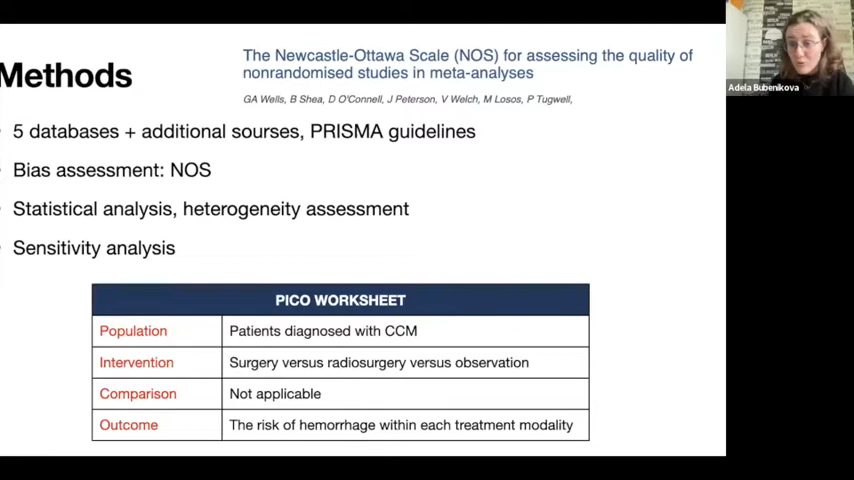 The Newcastle-Ottawa Scale (NOS) for assessing the quality of
nonrandomised studies in meta-analyses
Methods
GA Wells, B Shea, D O'Connell, J Peterson, V Welch, M Losos, P Tugwell,
5 databases + additional sourses, PRISMA guidelines
Bias assessment: NOS
Statistical analysis, heterogeneity assessment
Sensitivity analysis
PICO WORKSHEET
Population Patients diagnosed with CCM
Intervention Surgery versus radiosurgery versus observation
Comparison Not applicable
Outcome The risk of hemorrhage within each treatment modality
Adela Bubenikova